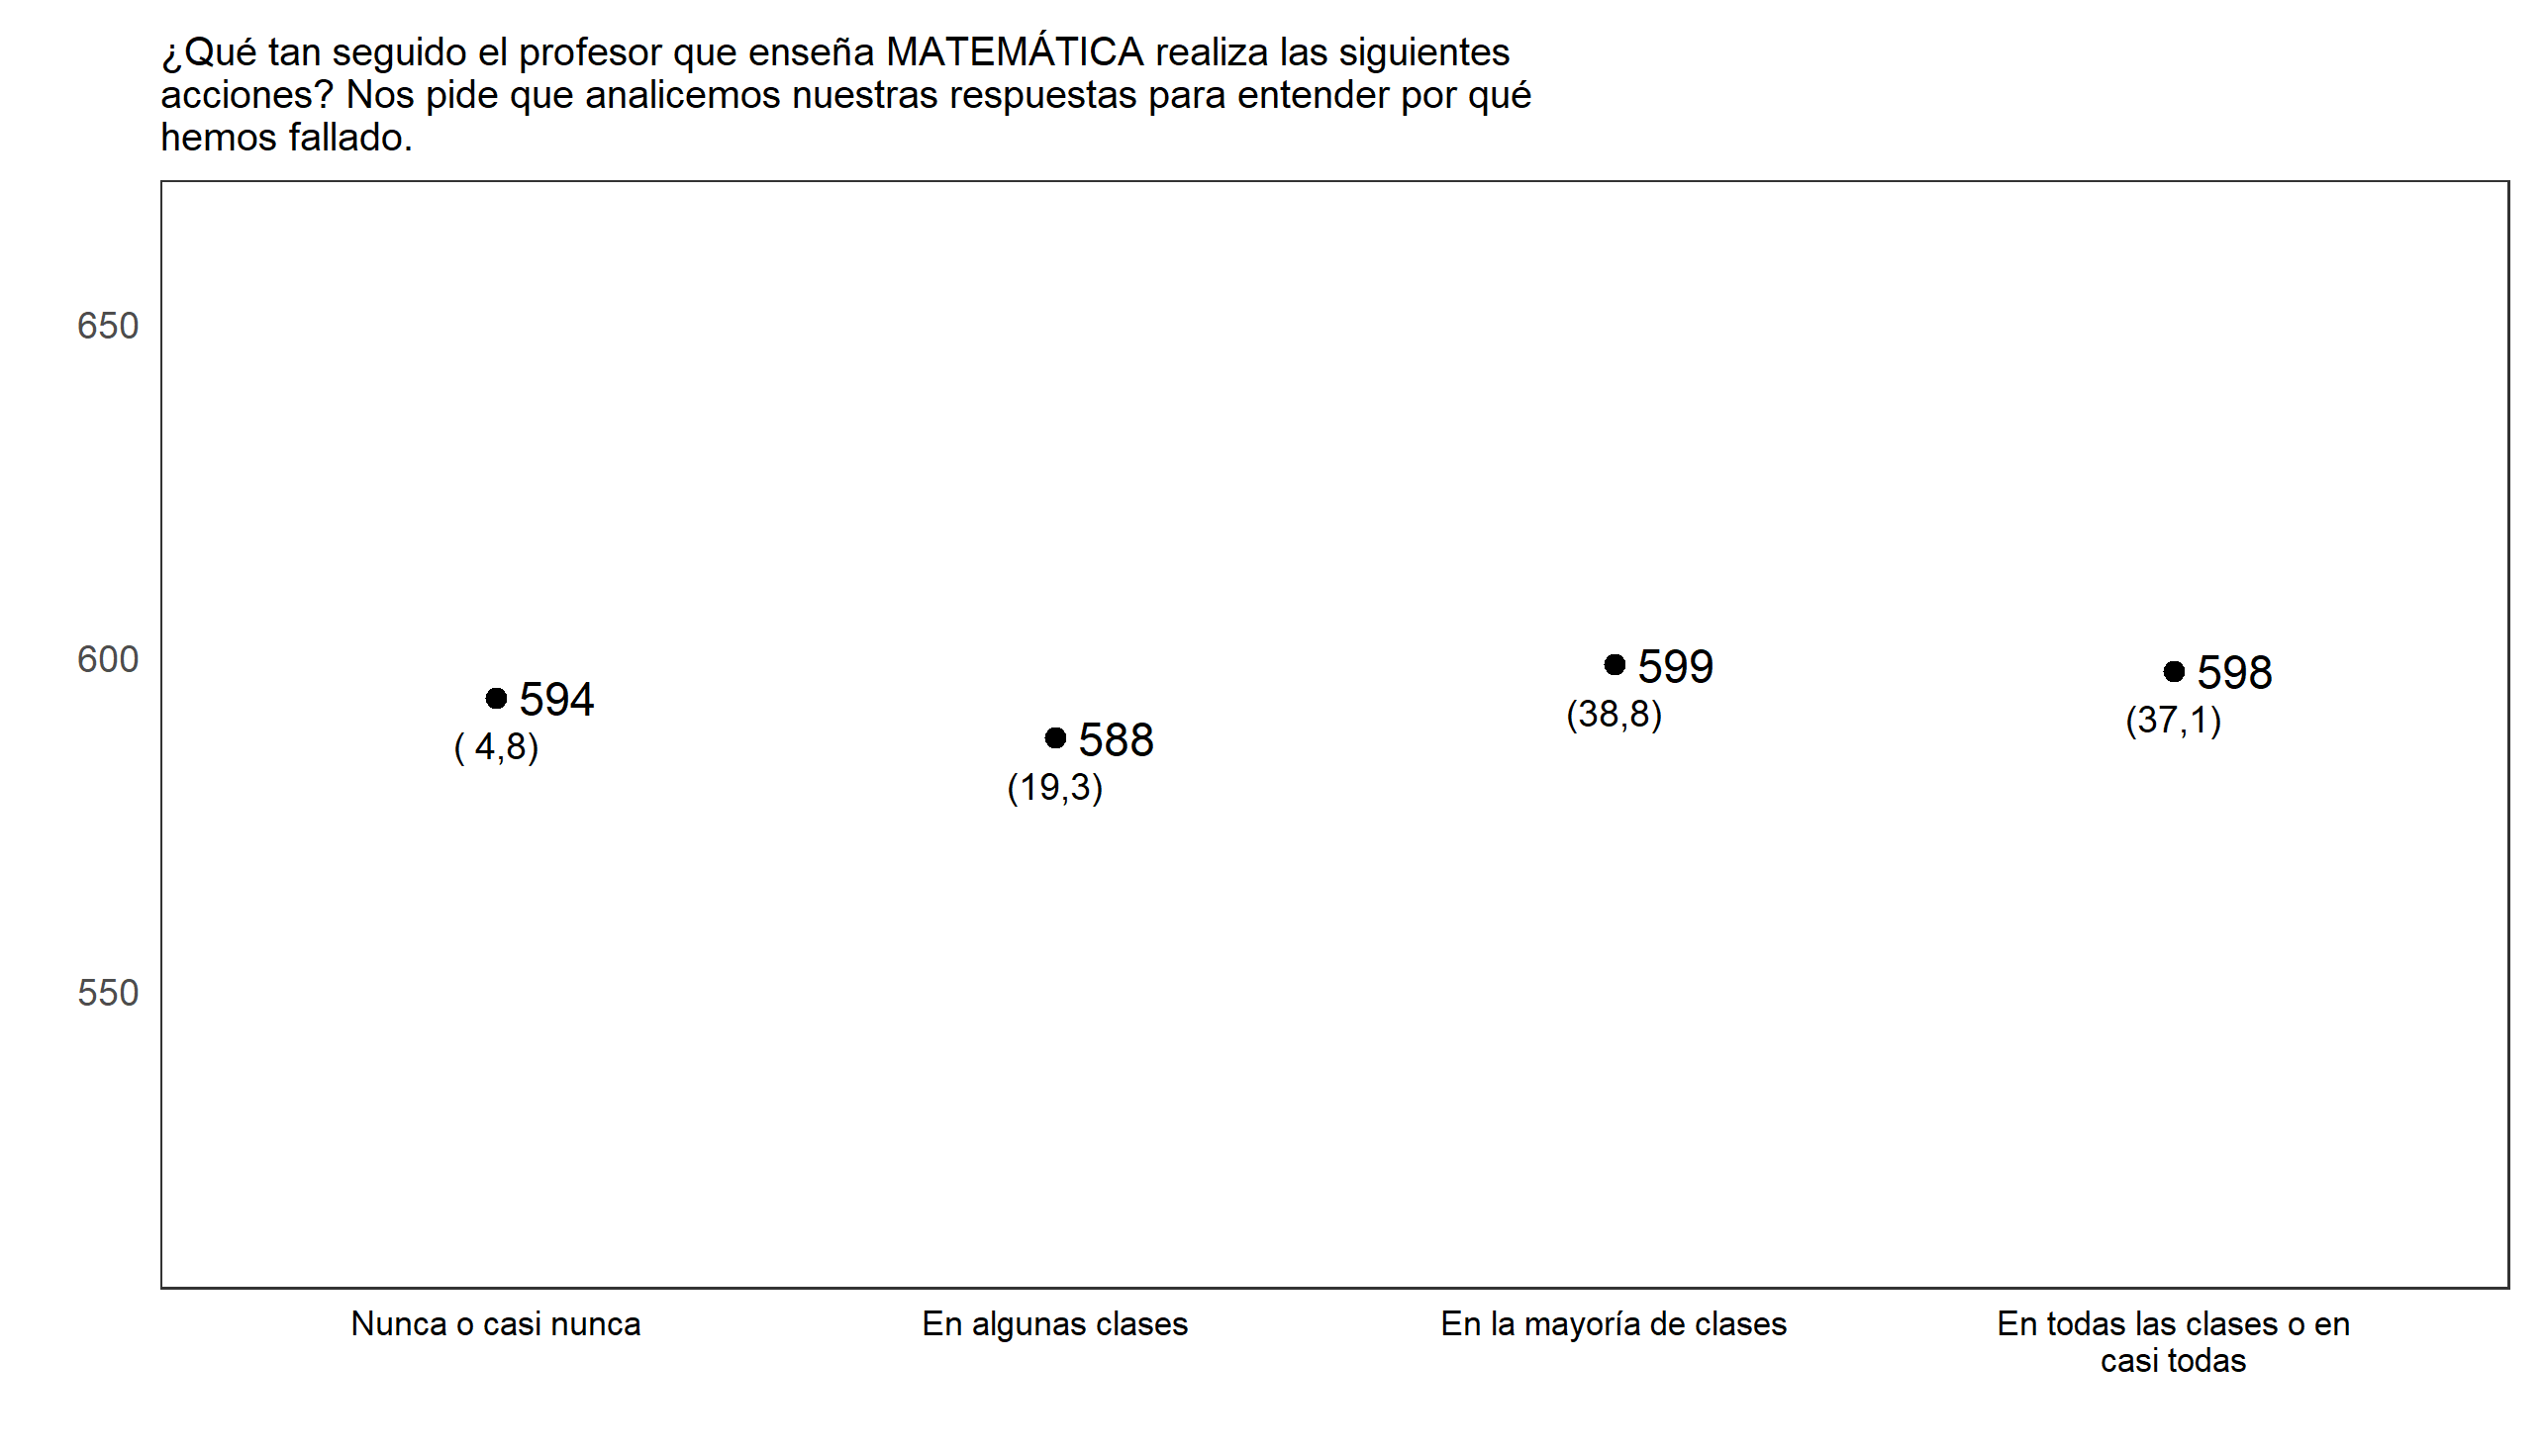 ¿Qué tan seguido el profesor que enseña MATEMÁTICA realiza las siguientes
acciones? Nos pide que analicemos nuestras respuestas para entender por qué
hemos fallado.
650
600
550
594
( 4,8)
588
(19,3)
599
(38,8)
598
(37,1)
Nunca o casi nunca
En algunas clases
En la mayoría de clases
En todas las clases o en
casi todas